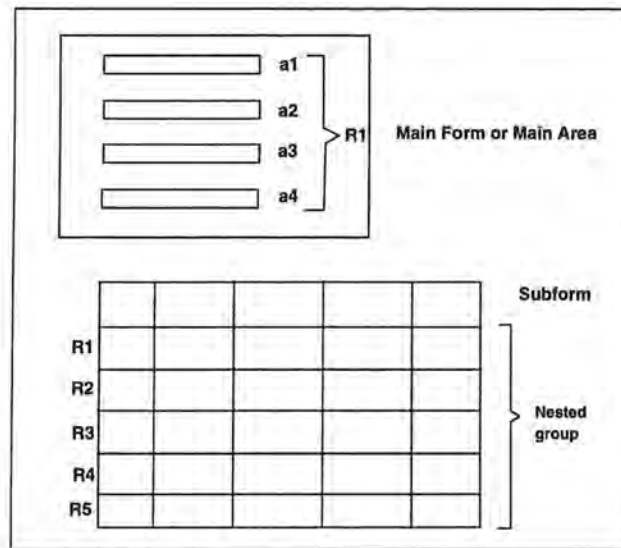 a1
a2
R1 Main Form or Main Area
a3
a4
Subform
R1
R2
Nested
group
R3
R4
R5